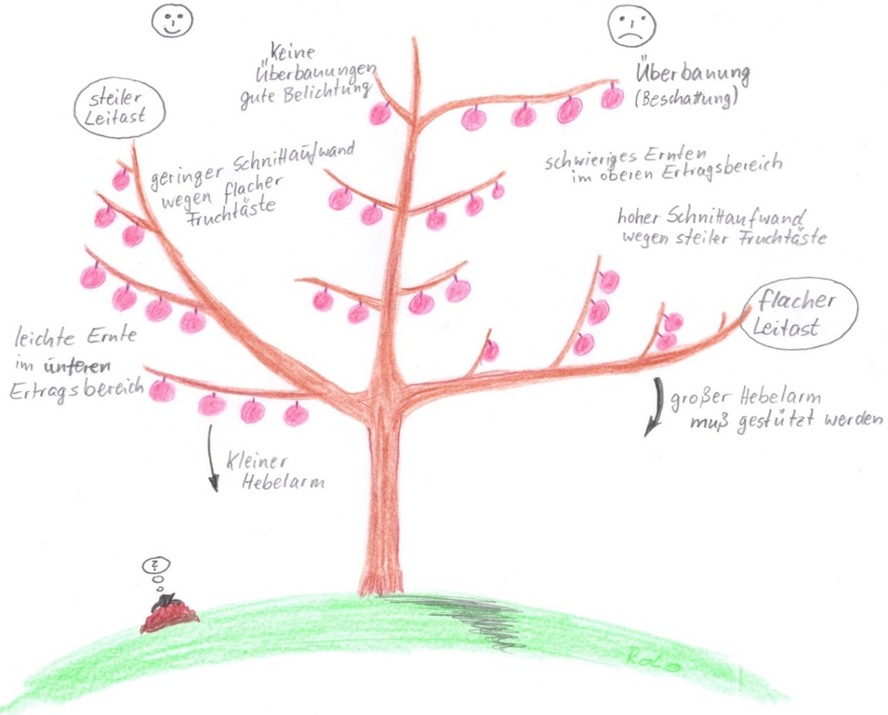 Keine
Überbauungen
gute Belichtung
Überbauung
(Beschattung)
steiler
Leitast
geringer Schnittaufwand
wegen flacher
Fruchtäste
schwieriges Ernten
im oberen Ertragsbereich
hoher Schnittaufwand
wegen steiler Fruchtäste
flacher
Leitast
leichte Ernte
im unteren
Ertragsbereich
großer Hebelarm
muß gestützt werden
Kleiner
Hebelarm
?
RoLo